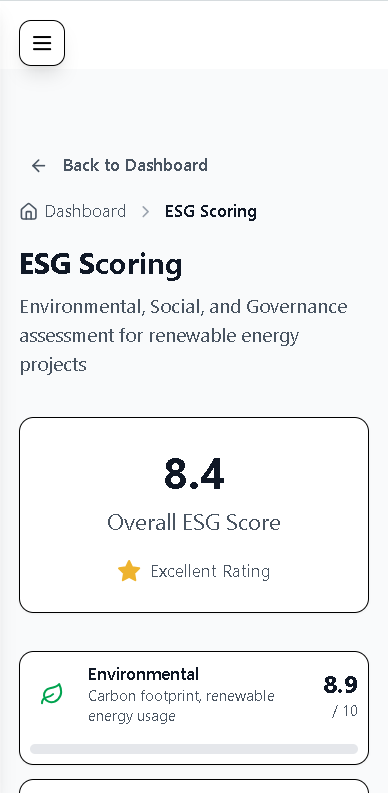 Back to Dashboard
Dashboard > ESG Scoring
ESG Scoring
Environmental, Social, and Governance
assessment for renewable energy
projects
8.4
Overall ESG Score
Excellent Rating
Environmental
8.9
Carbon footprint, renewable
energy usage
/ 10